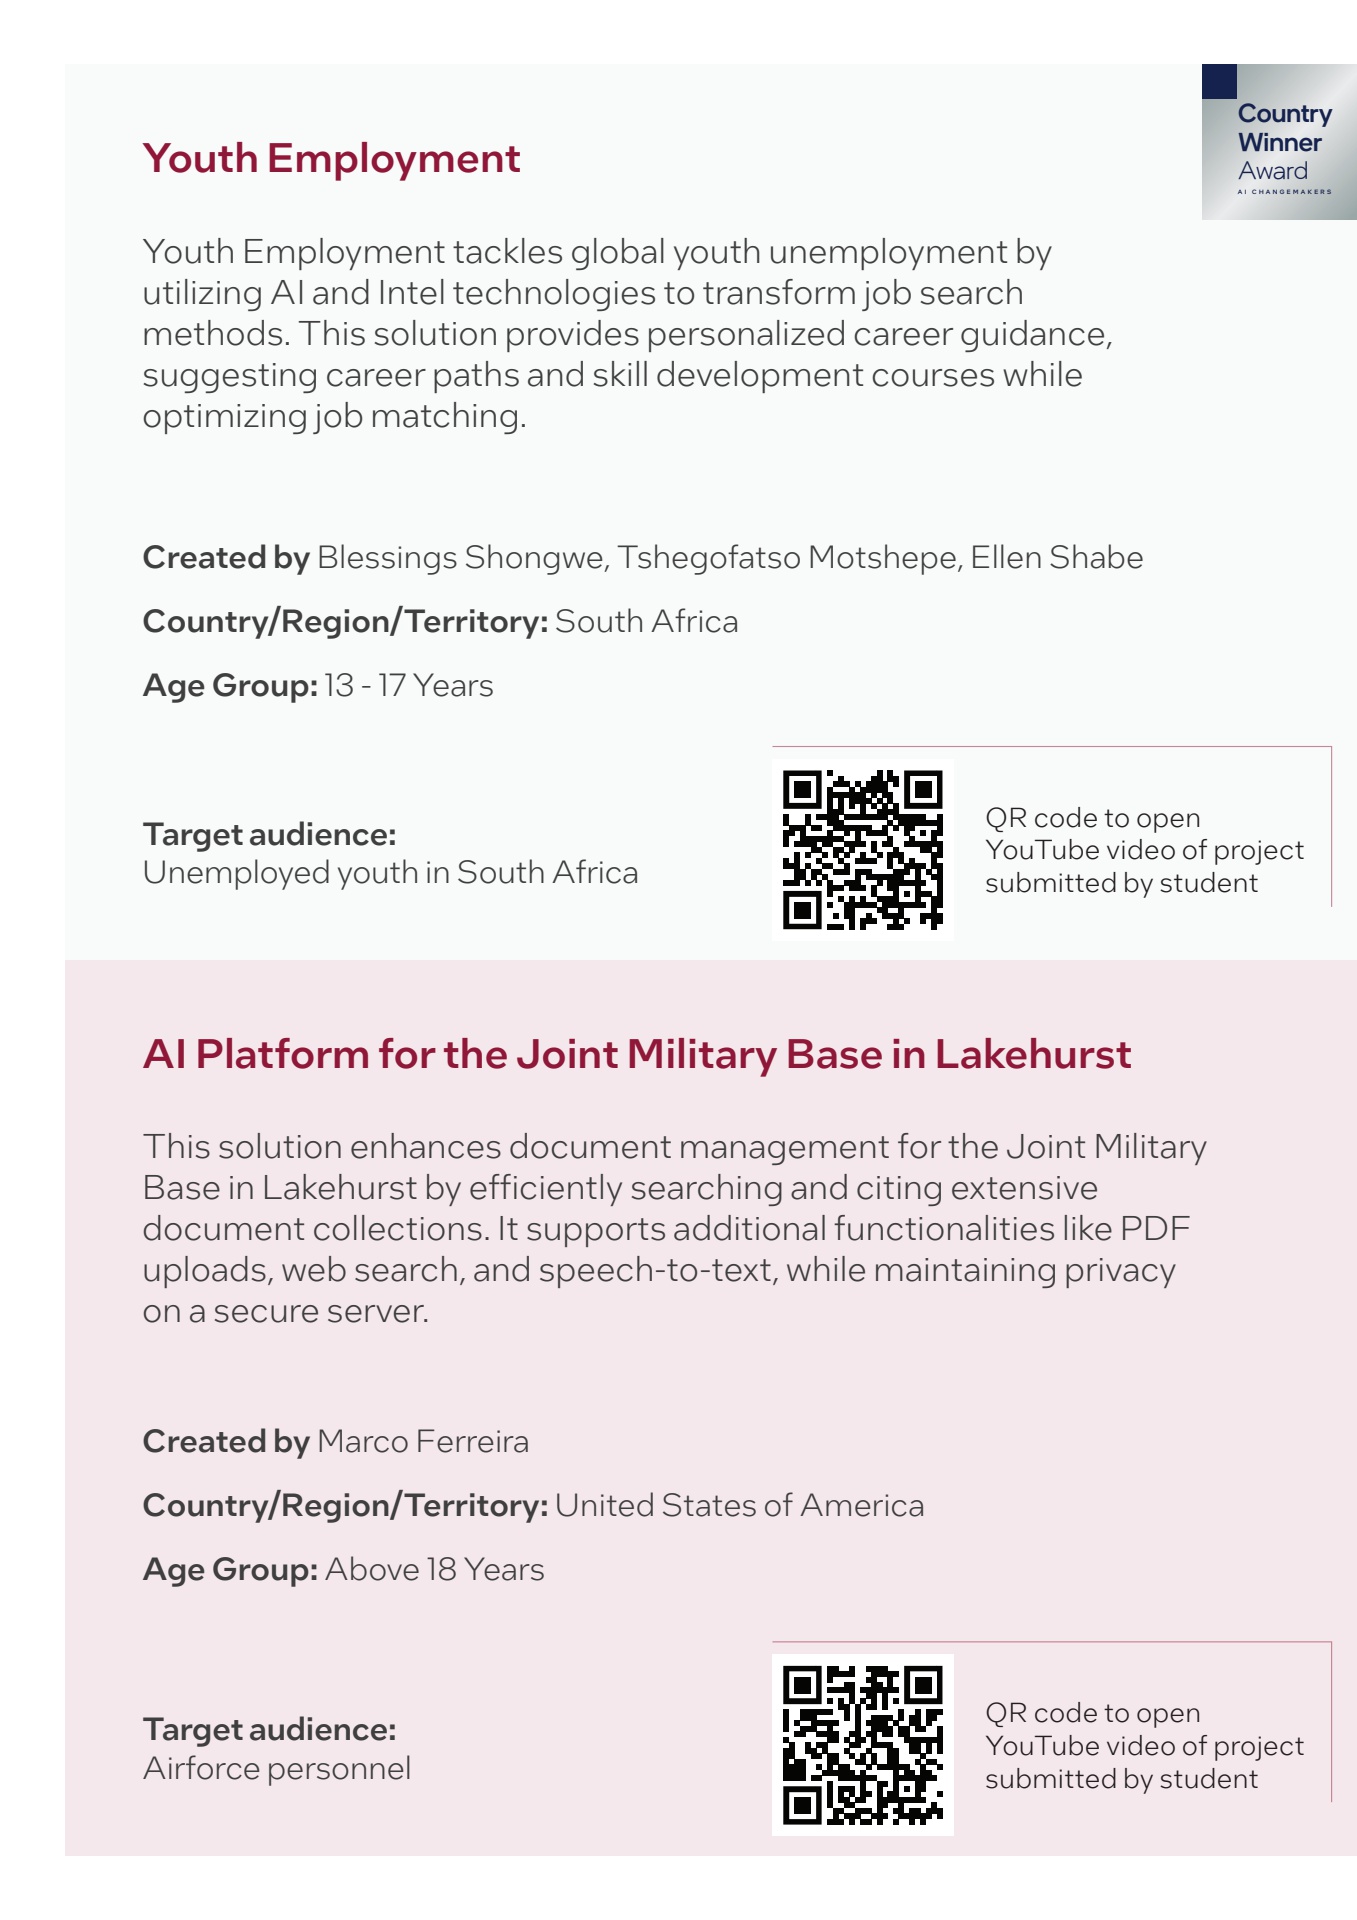 Country
Winner
Award
AI CHANGEMAKERS
Youth Employment
Youth Employment tackles global youth unemployment by
utilizing AI and Intel technologies to transform job search
methods. This solution provides personalized career guidance,
suggesting career paths and skill development courses while
optimizing job matching.
Created by Blessings Shongwe, Tshegofatso Motshepe, Ellen Shabe
Country/Region/Territory: South Africa
Age Group: 13 - 17 Years
Target audience:
Unemployed youth in South Africa
QR code to open
YouTube video of project
submitted by student
AI Platform for the Joint Military Base in Lakehurst
This solution enhances document management for the Joint Military
Base in Lakehurst by efficiently searching and citing extensive
document collections. It supports additional functionalities like PDF
uploads, web search, and speech-to-text, while maintaining privacy
on a secure server.
Created by Marco Ferreira
Country/Region/Territory: United States of America
Age Group: Above 18 Years
Target audience:
Airforce personnel
QR code to open
YouTube video of project
submitted by student